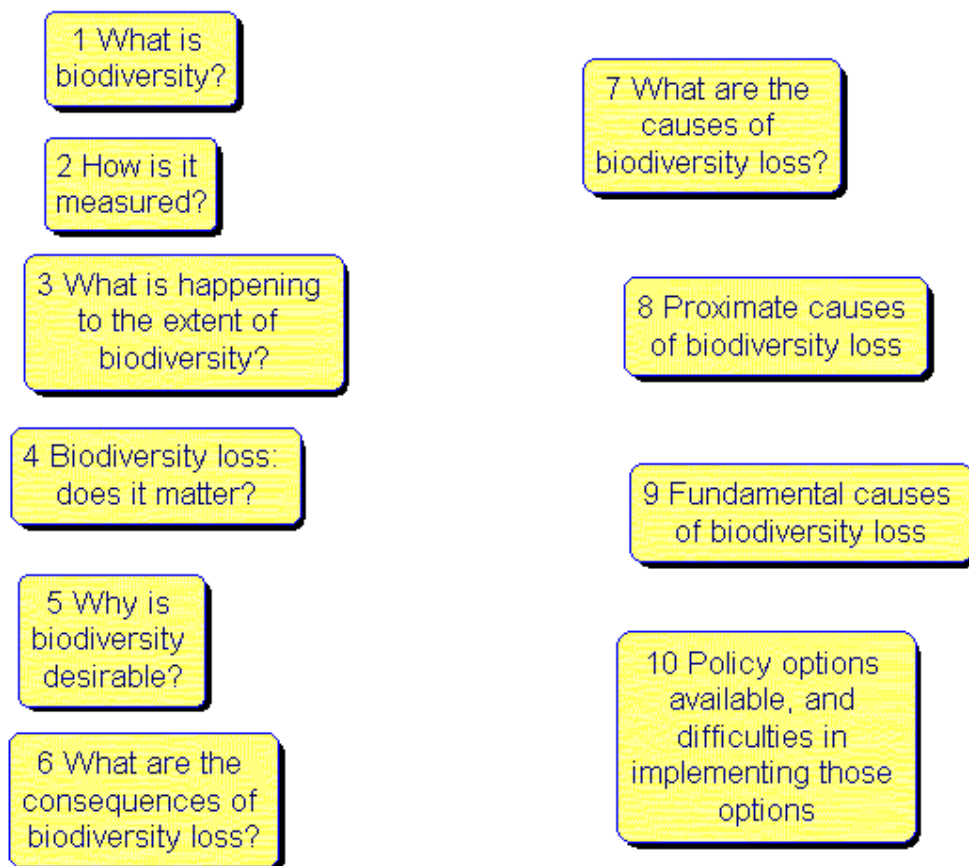 1 What is
biodiversity?
2 How is it
measured?
3 What is happening
to the extent of
biodiversity?
4 Biodiversity loss:
does it matter?
5 Why is
biodiversity
desirable?
6 What are the
consequences of
biodiversity loss?
7 What are the
causes of
biodiversity loss?
8 Proximate causes
of biodiversity loss
9 Fundamental causes
of biodiversity loss
10 Policy options
available, and
difficulties in
implementing those
options